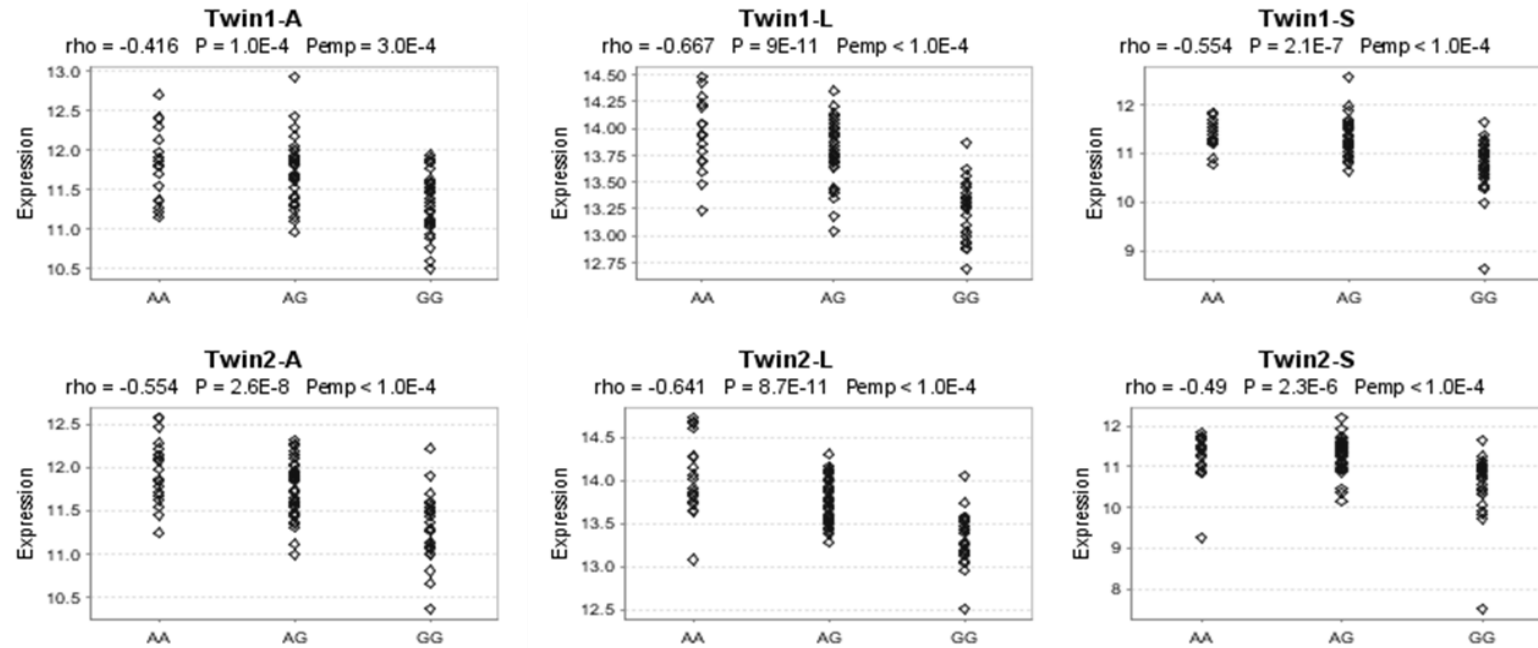 Twin1-A
rho = -0.416 P = 1.0E-4 Pemp = 3.0E-4
Expression
13.0
12.5
12.0
11.5
11.0
10.5
AA AG GG
Twin1-L
rho = -0.667 P = 9E-11 Pemp < 1.0E-4
Expression
14.50
14.25
14.00
13.75
13.50
13.25
13.00
12.75
AA AG GG
Twin1-S
rho = -0.554 P = 2.1E-7 Pemp < 1.0E-4
Expression
12
11
10
9
AA AG GG
Twin2-A
rho = -0.554 P = 2.6E-8 Pemp < 1.0E-4
Expression
12.5
12.0
11.5
11.0
10.5
AA AG GG
Twin2-L
rho = -0.641 P = 8.7E-11 Pemp < 1.0E-4
Expression
14.5
14.0
13.5
13.0
12.5
AA AG GG
Twin2-S
rho = -0.49 P = 2.3E-6 Pemp < 1.0E-4
Expression
12
11
10
9
8
AA AG GG